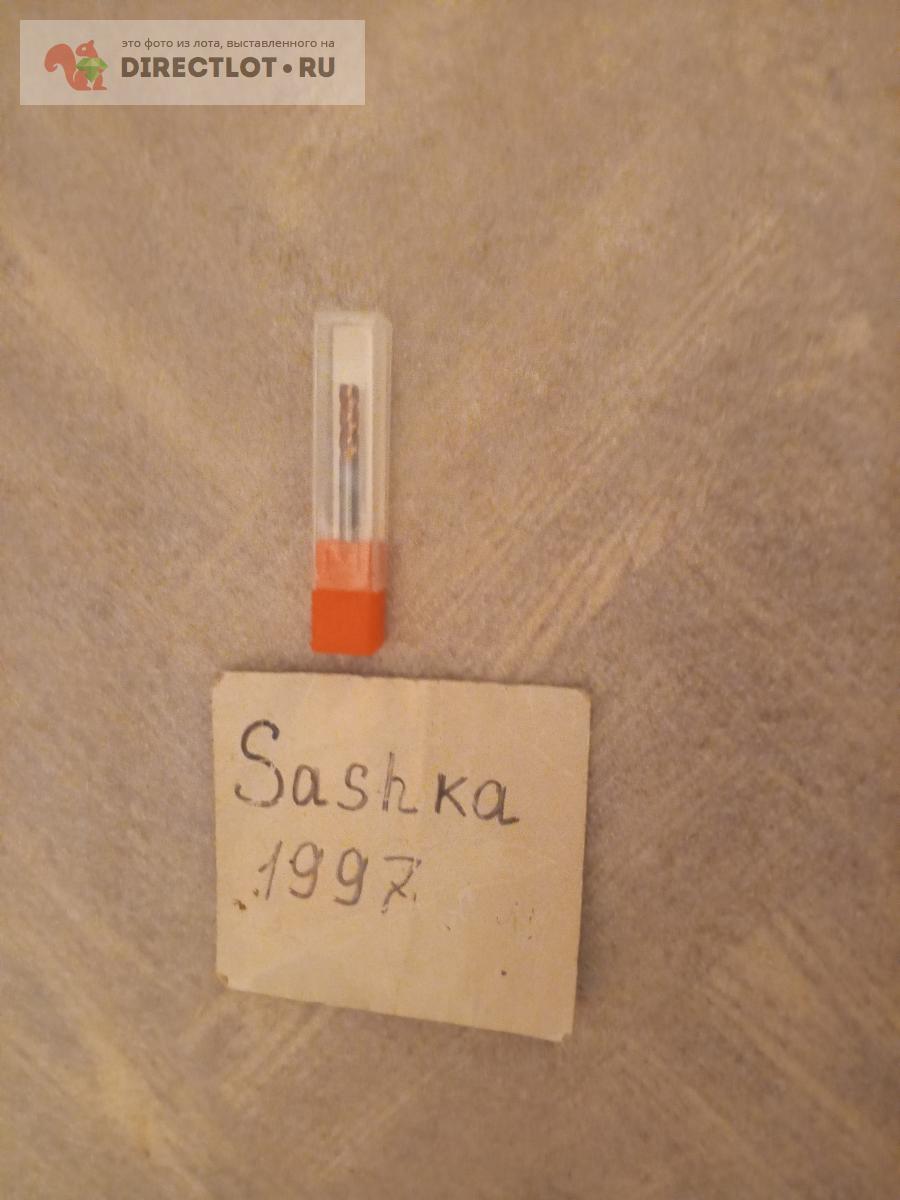 это фото из лота, выставленного на
DIRECTLOT•RU
Sashka
1997